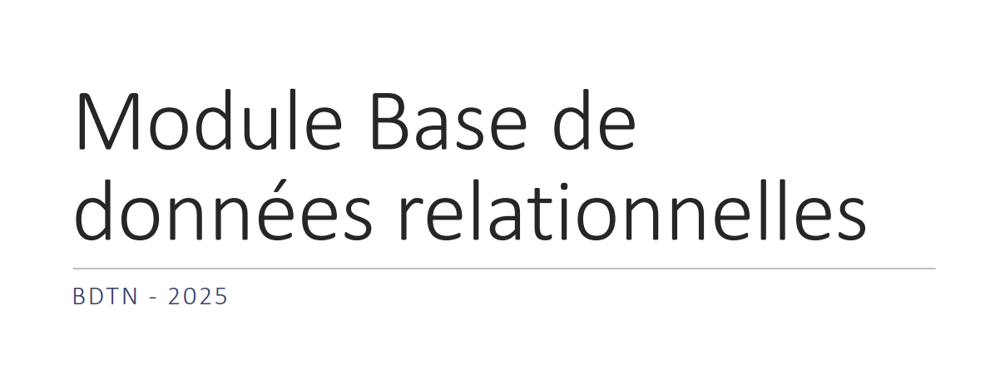 Module Base de
données relationnelles
BDTN - 2025